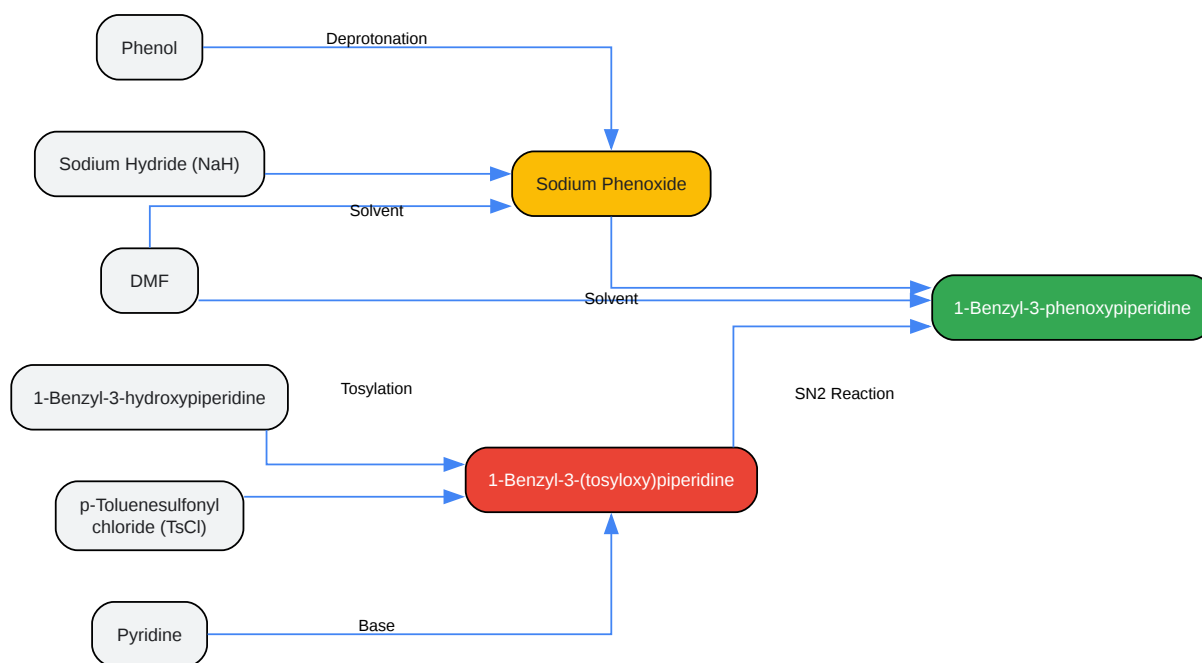 Phenol
Deprotonation
Sodium Hydride (NaH)
Sodium Phenoxide
Solvent
DMF
Solvent
1-Benzyl-3-phenoxypiperidine
1-Benzyl-3-hydroxypiperidine
Tosylation
SN2 Reaction
1-Benzyl-3-(tosyloxy)piperidine
p-Toluenesulfonyl
chloride (TsCl)
Pyridine
Base